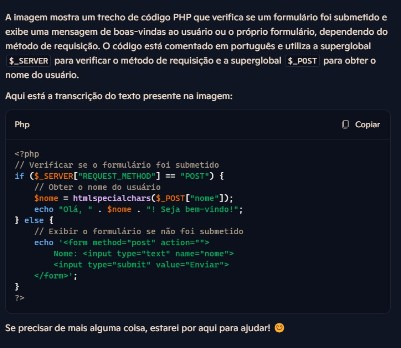 A imagem mostra um trecho de código PHP que verifica se um formulário foi submetido e
exibe uma mensagem de boas-vindas ao usuário ou o próprio formulário, dependendo do
método de requisição. O código está comentado em português e utiliza a superglobal
$_SERVER para verificar o método de requisição e a superglobal $_POST para obter o
nome do usuário.
Aqui está a transcrição do texto presente na imagem:
Php Copiar
<?php
// Verificar se o formulário foi submetido
if ($_SERVER["REQUEST_METHOD"] == "POST") {
    // Obter o nome do usuário
    $nome = htmlspecialchars($_POST["nome"]);
    echo "Olá, " . $nome . "! Seja bem-vindo!";
} else {
    // Exibir o formulário se não foi submetido
    echo '<form method="post" action="">
        Nome: <input type="text" name="nome">
        <input type="submit" value="Enviar">
    </form>';
}
?>
Se precisar de mais alguma coisa, estarei por aqui para ajudar! 😊